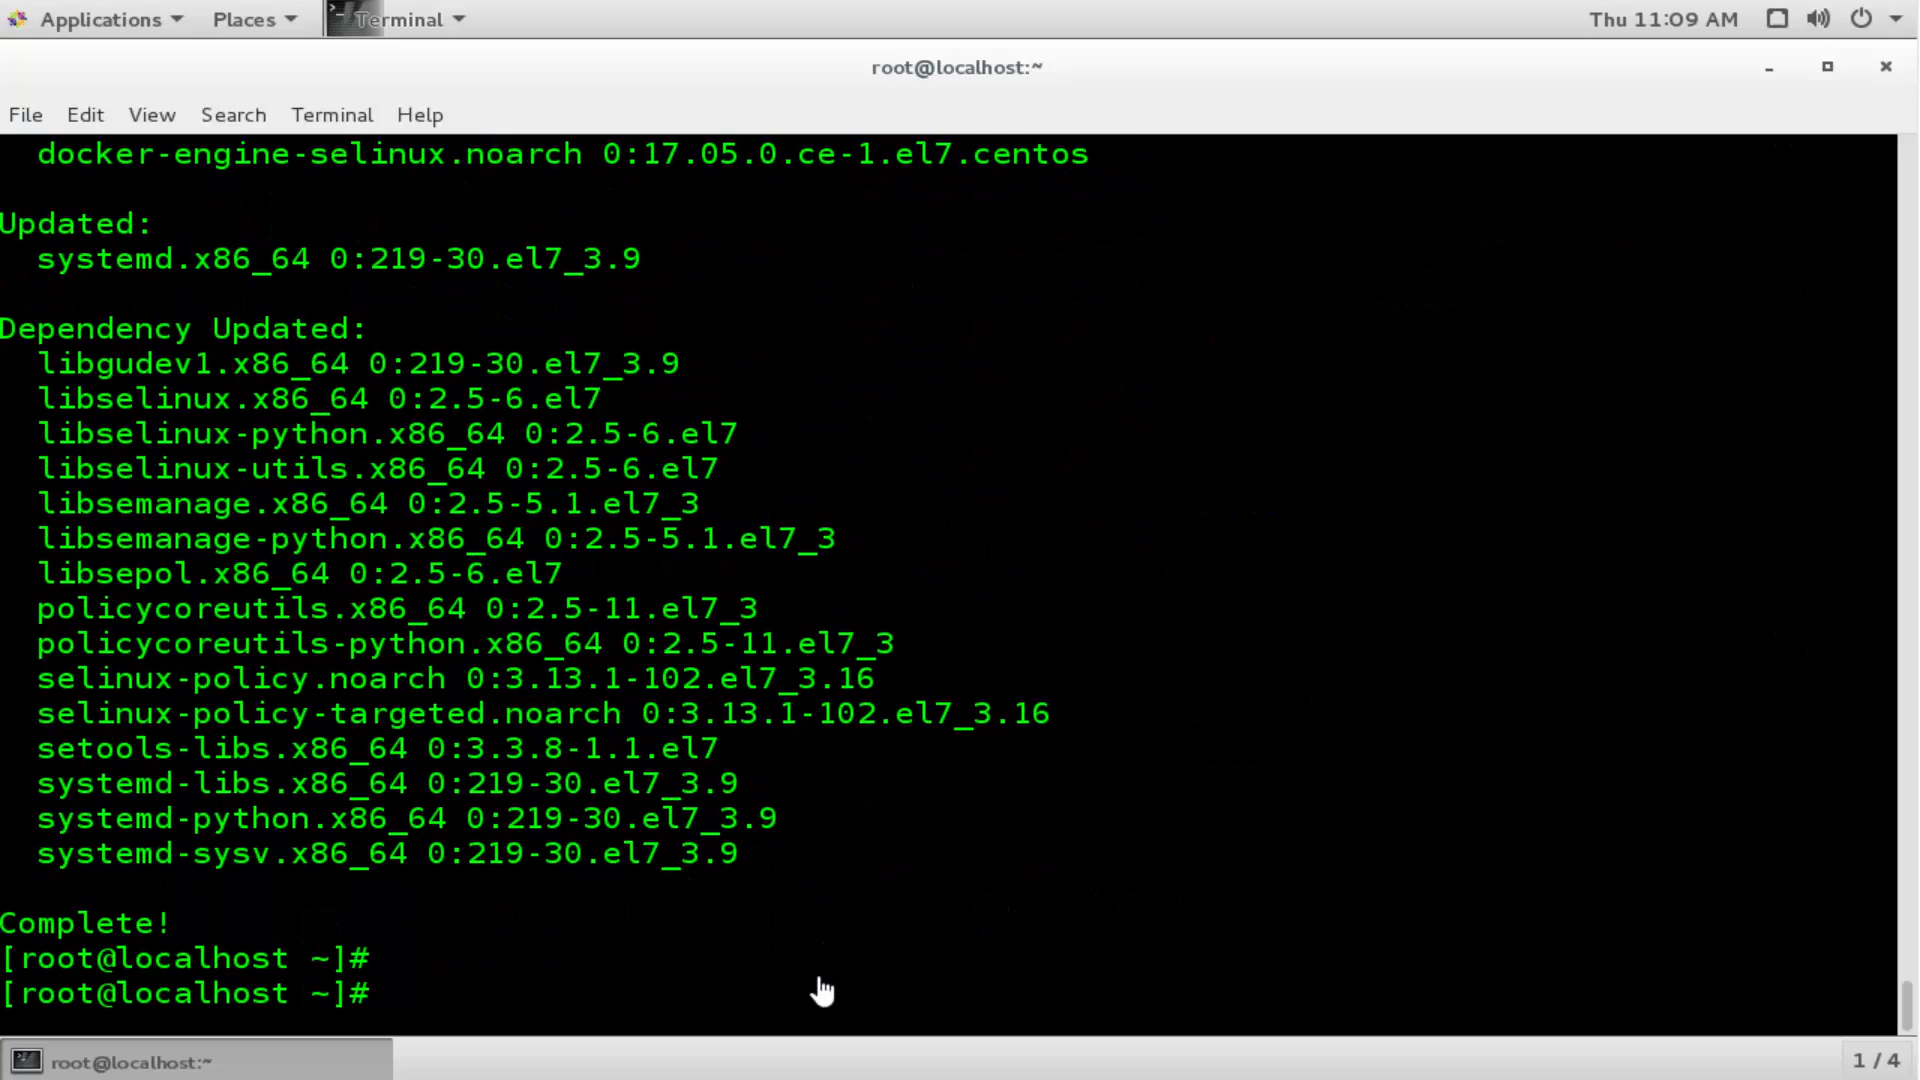 Applications Places Terminal Thu 11:09 AM
root@localhost:~
File Edit View Search Terminal Help
docker-engine-selinux.noarch 0:17.05.0.ce-1.el7.centos
Updated:
systemd.x86_64 0:219-30.el7_3.9
Dependency Updated:
libgudev1.x86_64 0:219-30.el7_3.9
libselinux.x86_64 0:2.5-6.el7
libselinux-python.x86_64 0:2.5-6.el7
libselinux-utils.x86_64 0:2.5-6.el7
libsemanage.x86_64 0:2.5-5.1.el7_3
libsemanage-python.x86_64 0:2.5-5.1.el7_3
libsepol.x86_64 0:2.5-6.el7
policycoreutils.x86_64 0:2.5-11.el7_3
policycoreutils-python.x86_64 0:2.5-11.el7_3
selinux-policy.noarch 0:3.13.1-102.el7_3.16
selinux-policy-targeted.noarch 0:3.13.1-102.el7_3.16
setools-libs.x86_64 0:3.3.8-1.1.el7
systemd-libs.x86_64 0:219-30.el7_3.9
systemd-python.x86_64 0:219-30.el7_3.9
systemd-sysv.x86_64 0:219-30.el7_3.9
Complete!
[root@localhost ~]#
[root@localhost ~]#
root@localhost:~ 1 / 4